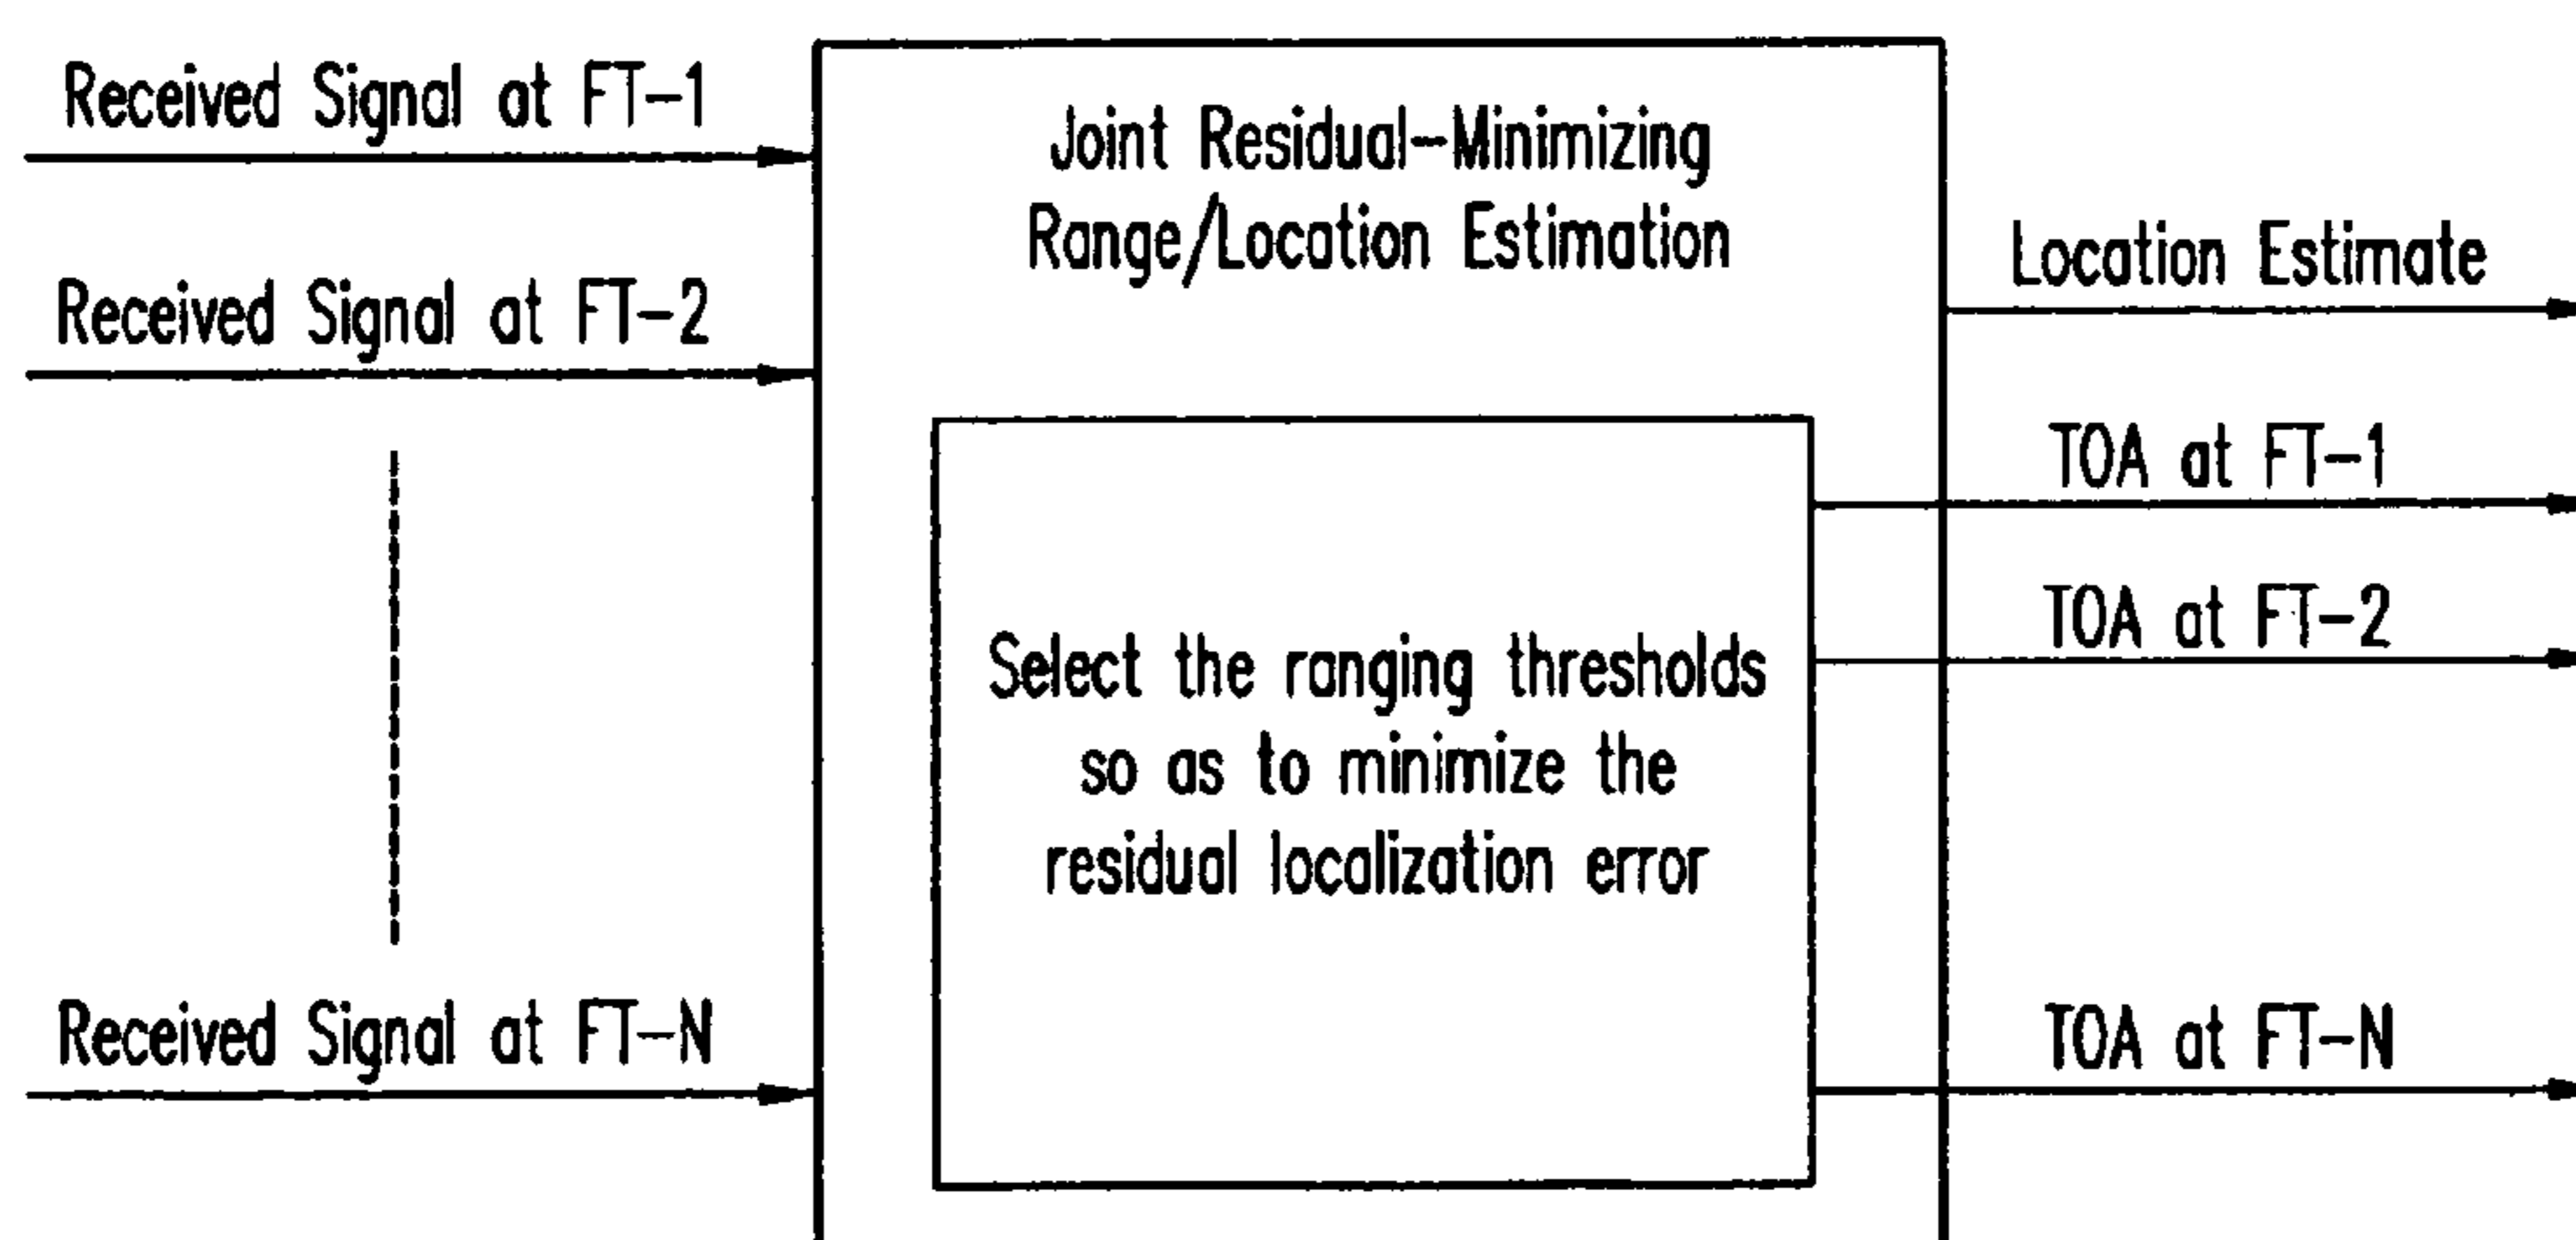 Received Signal at FT-1
Received Signal at FT-2
Received Signal at FT-N
Joint Residual-Minimizing
Range/Location Estimation
Select the ranging thresholds
so as to minimize the
residual localization error
Location Estimate
TOA at FT-1
TOA at FT-2
TOA at FT-N